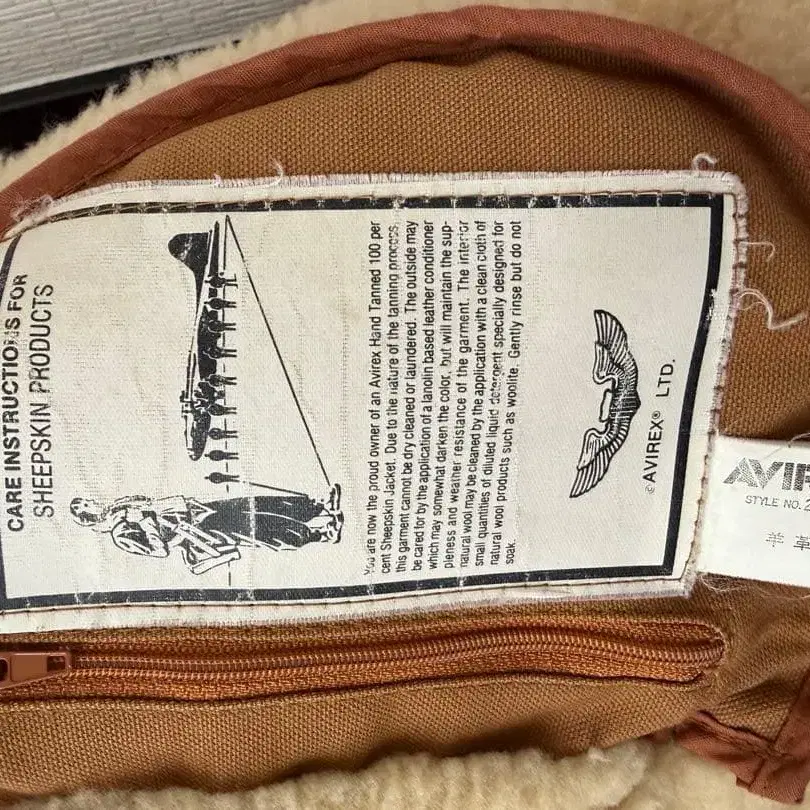 CARE INSTRUCTIONS FOR
SHEEPSKIN PRODUCTS
You are now the proud owner of an Avirex Hand Tanned 100 per
cent Sheepskin Jacket. Due to the nature of the tanning process,
this garment cannot be dry cleaned or laundered. The outside may
be cared for by the application of a lanolin based leather conditioner
which may somewhat darken the color, but will maintain the sup-
pleness and weather resistance of the garment. The interior
natural wool may be cleaned by the application with a clean cloth of
small quantities of diluted liquid detergent specially designed for
natural wool products such as woolite. Gently rinse but do not
soak.
©AVIREX® LTD.
AVIR
STYLE NO. 2
羊 革